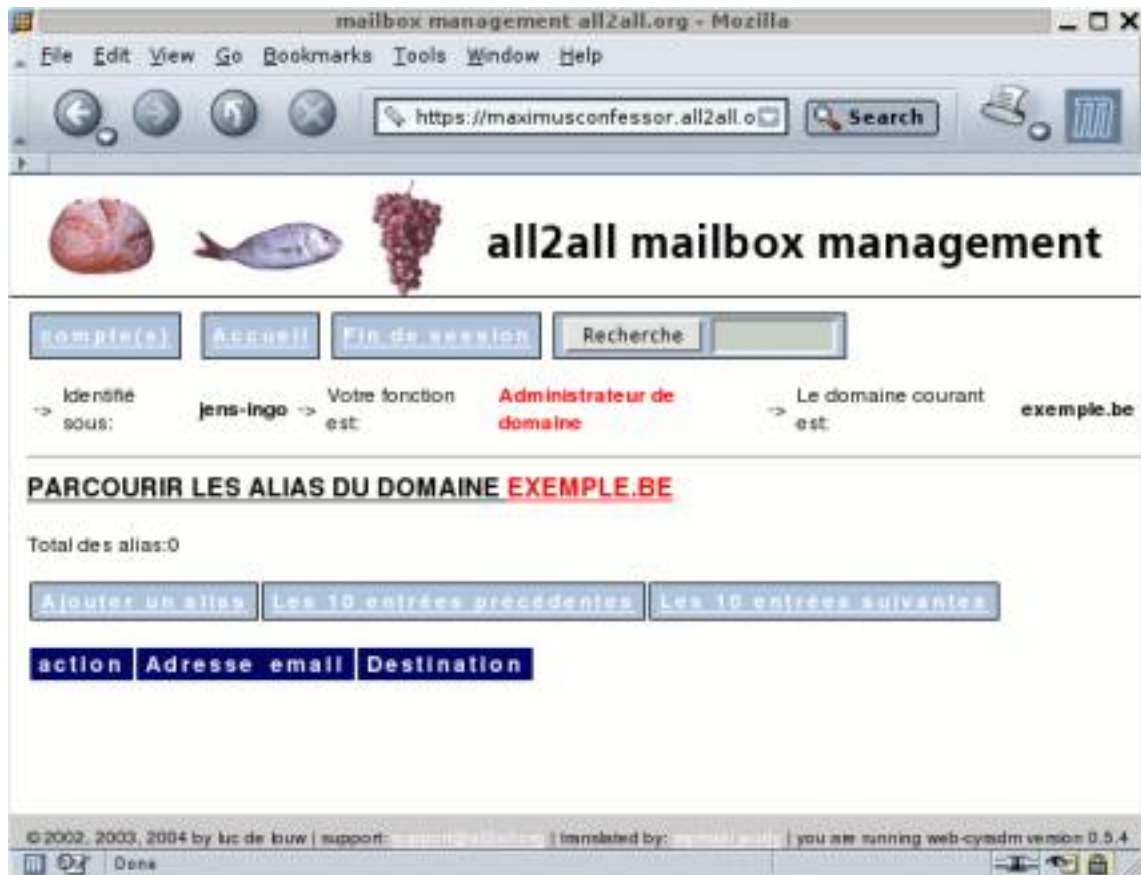 mailbox management all2all.org - Mozilla
File Edit View Go Bookmarks Tools Window Help
https://maximusconfessor.all2all.o Search
all2all mailbox management
compte(s) Accueil Fin de session Recherche
-> Identifié sous: jens-ingo -> Votre fonction est: Administrateur de domaine -> Le domaine courant est: exemple.be
PARCOURIR LES ALIAS DU DOMAINE EXEMPLE.BE
Total des alias:0
Ajouter un alias Les 10 entrées précédentes Les 10 entrées suivantes
action Adresse email Destination
© 2002, 2003, 2004 by luc de louw | support: | translated by: | you are running web-cyradm version 0.5.4
Done